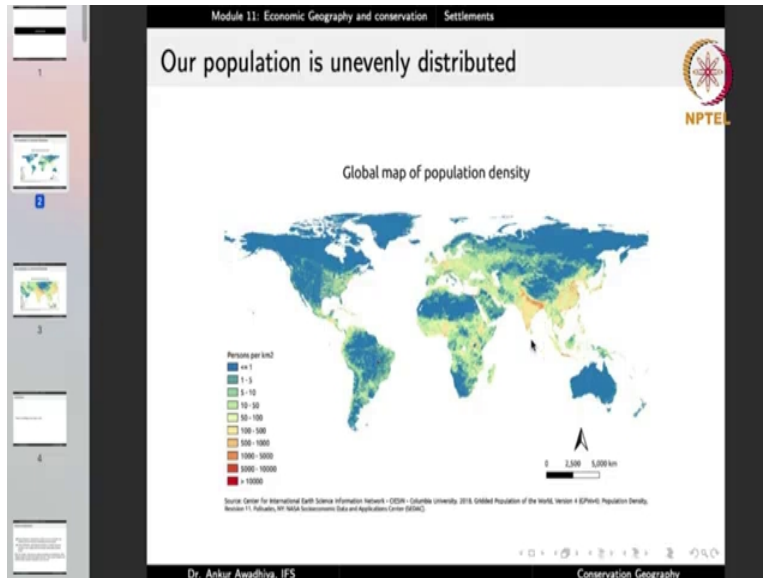 Module 11: Economic Geography and conservation Settlements
Our population is unevenly distributed
NPTEL
Global map of population density
Persons per km2
<= 1
1 - 5
5 - 10
10 - 50
50 - 100
100 - 500
500 - 1000
1000 - 5000
5000 - 10000
> 10000
0 2,500 5,000 km
Source: Center for International Earth Science Information Network - CIESIN - Columbia University. 2018. Gridded Population of the World, Version 4 (GPWv4): Population Density,
Revision 11. Palisades, NY: NASA Socioeconomic Data and Applications Center (SEDAC).
Dr. Ankur Awadhiya, IFS Conservation Geography
1
2
3
4